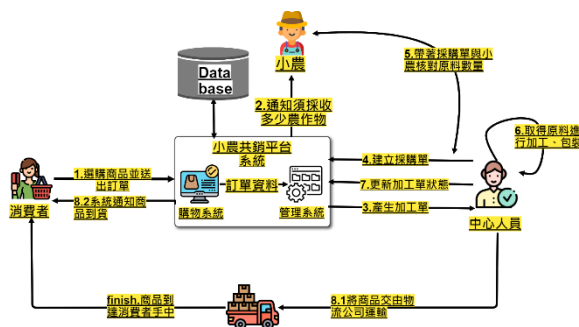 小農
5.帶著採購單與小
農核對原料數量
Data
base
2.通知須採收
多少農作物
6.取得原料進
行加工、包裝
小農共銷平台
系統
1.選購商品並送
出訂單
訂單資料
4.建立採購單
7.更新加工單狀態
8.2系統通知商
品到貨
消費者
購物系統
管理系統
3.產生加工單
中心人員
finish.商品到
達消費者手中
8.1將商品交由物
流公司運輸